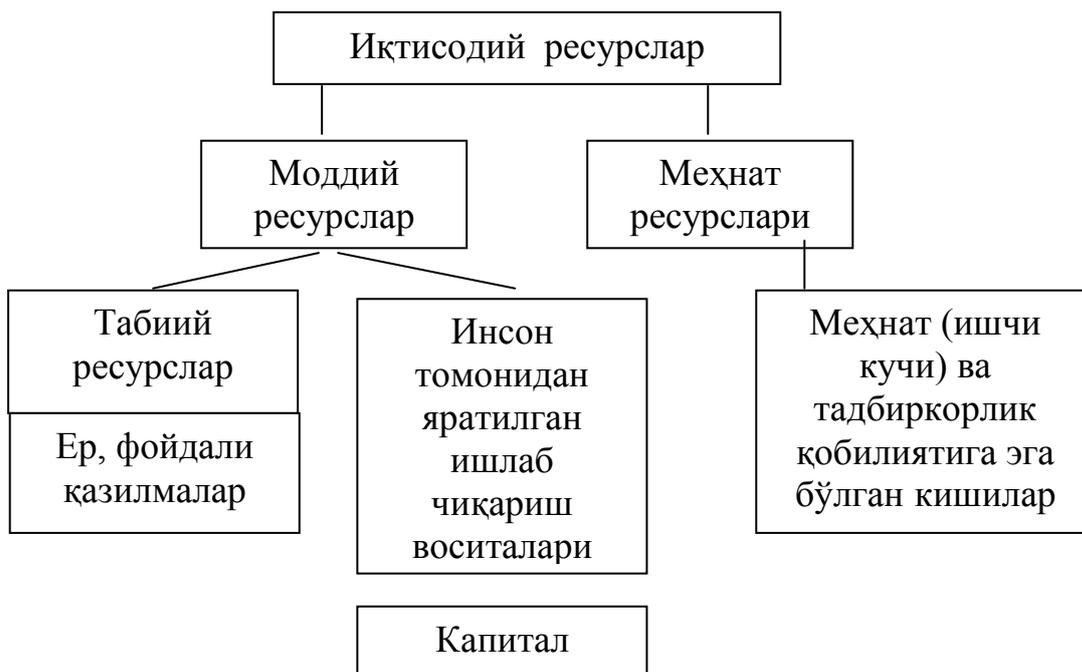 Иқтисодий ресурслар
Моддий
ресурслар
Меҳнат
ресурслари
Табиий
ресурслар
Ер, фойдали
қазилмалар
Инсон
томонидан
яратилган
ишлаб
чиқариш
воситалари
Капитал
Меҳнат (ишчи
кучи) ва
тадбиркорлик
қобилиятига эга
бўлган кишилар